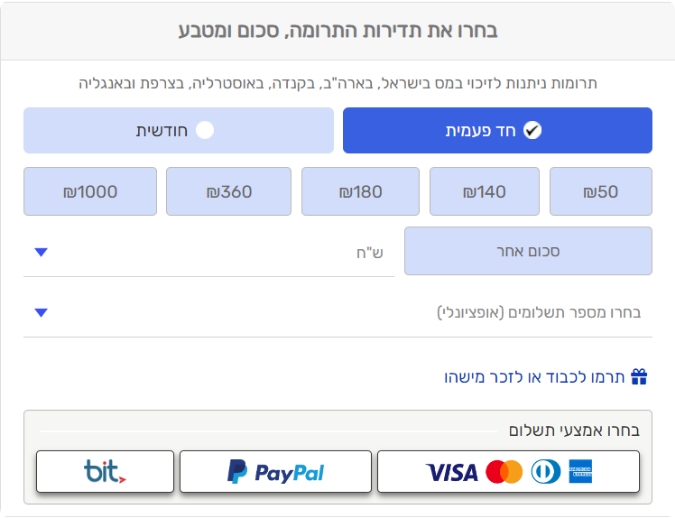 בחרו את תדירות התרומה, סכום ומטבע
תרומות ניתנות לזיכוי במס בישראל, בארה"ב, בקנדה, באוסטרליה, בצרפת ובאנגליה
חד פעמית חודשית
₪50 ₪140 ₪180 ₪360 ₪1000
סכום אחר ש"ח
בחרו מספר תשלומים (אופציונלי)
תרמו לכבוד או לזכר מישהו
בחרו אמצעי תשלום
VISA AMERICAN EXPRESS PayPal bit